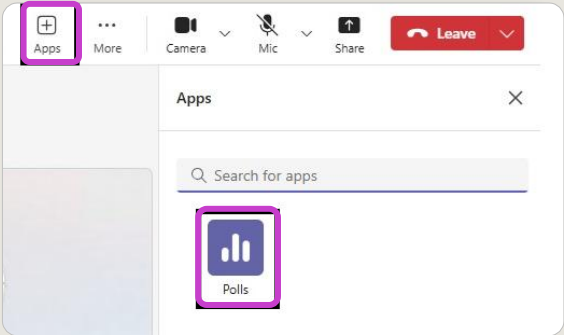 Apps
More
Camera
Mic
Share
Leave
Apps
Search for apps
Polls